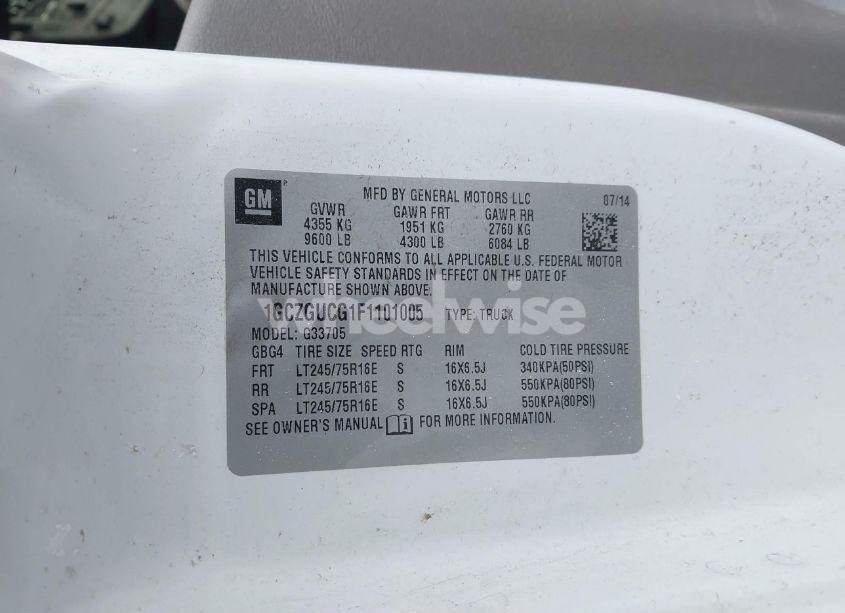 GM
MFD BY GENERAL MOTORS LLC
07/14
GVWR GAWR FRT GAWR RR
4355 KG 1951 KG 2760 KG
9600 LB 4300 LB 6084 LB
THIS VEHICLE CONFORMS TO ALL APPLICABLE U.S. FEDERAL MOTOR
VEHICLE SAFETY STANDARDS IN EFFECT ON THE DATE OF
MANUFACTURE SHOWN ABOVE.
1GCZGUCG1F1101005 TYPE: TRUCK
wheelwise
MODEL: G33705
GBG4 TIRE SIZE SPEED RTG RIM COLD TIRE PRESSURE
FRT LT245/75R16E S 16X6.5J 340KPA(50PSI)
RR LT245/75R16E S 16X6.5J 550KPA(80PSI)
SPA LT245/75R16E S 16X6.5J 550KPA(80PSI)
SEE OWNER'S MANUAL FOR MORE INFORMATION.